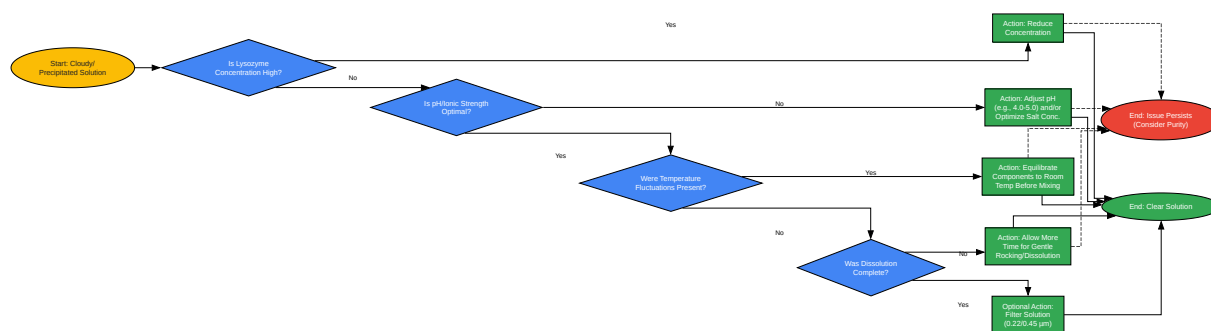 Start: Cloudy/
Precipitated Solution
Is Lysozyme
Concentration High?
Yes
Action: Reduce
Concentration
No
Is pH/Ionic Strength
Optimal?
No
Action: Adjust pH
(e.g., 4.0-5.0) and/or
Optimize Salt Conc.
End: Issue Persists
(Consider Purity)
Yes
Were Temperature
Fluctuations Present?
Yes
Action: Equilibrate
Components to Room
Temp Before Mixing
End: Clear Solution
No
Was Dissolution
Complete?
No
Action: Allow More
Time for Gentle
Rocking/Dissolution
Yes
Optional Action:
Filter Solution
(0.22/0.45 µm)